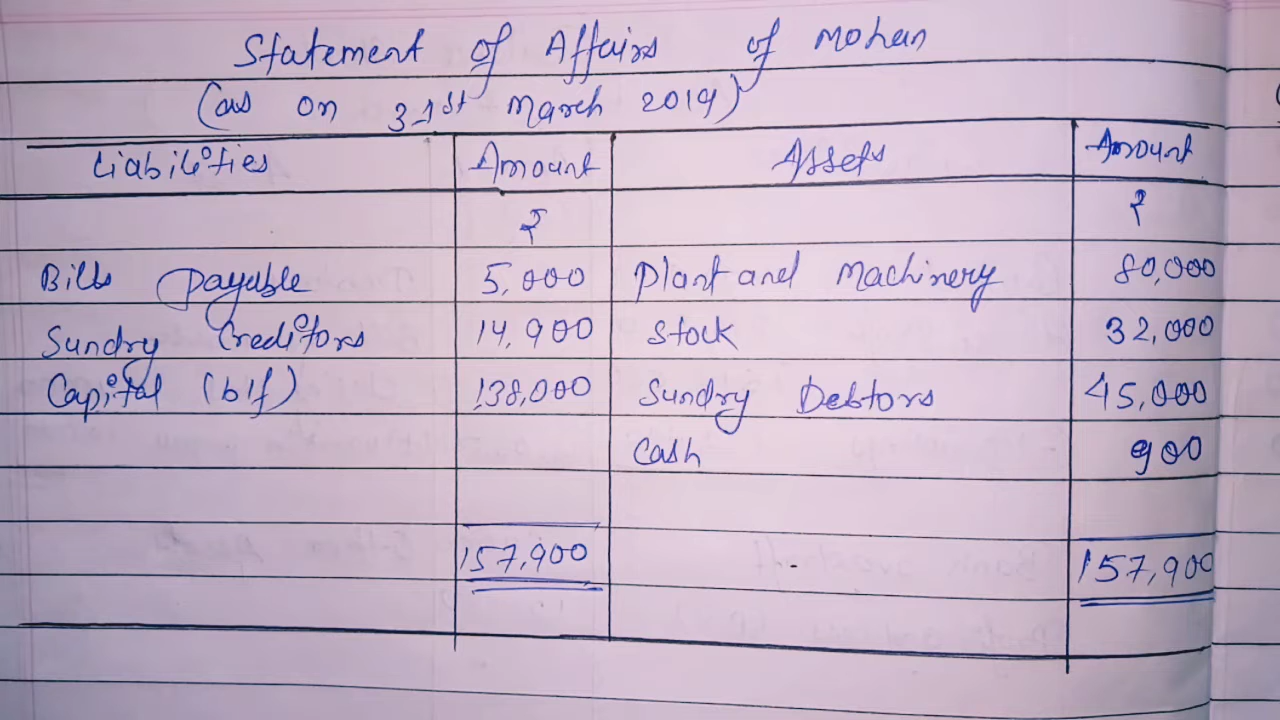 Statement of Affairs of Mohan
(as on 31st March 2019)
Liabilities Amount Assets Amount
₹ ₹
Bills payable 5,000 Plant and Machinery 80,000
Sundry Creditors 14,900 Stock 32,000
Capital (b/f) 138,000 Sundry Debtors 45,000
Cash 900
157,900 157,900